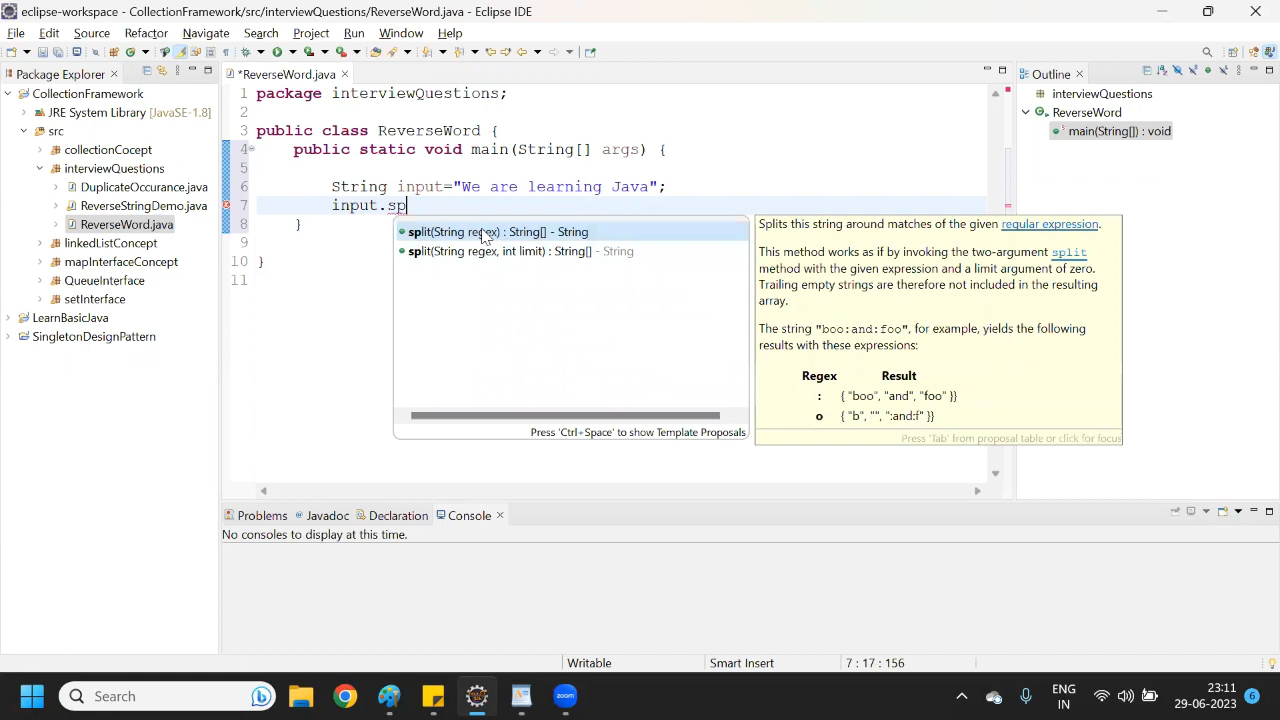 eclipse-workspace - CollectionFramework/src/interviewQuestions/ReverseWord.java - Eclipse IDE
File Edit Source Refactor Navigate Search Project Run Window Help
Package Explorer
CollectionFramework
JRE System Library [JavaSE-1.8]
src
collectionCocept
interviewQuestions
DuplicateOccurance.java
ReverseStringDemo.java
ReverseWord.java
linkedListConcept
mapInterfaceConcept
QueueInterface
setInterface
LearnBasicJava
SingletonDesignPattern
*ReverseWord.java
1 package interviewQuestions;
2
3 public class ReverseWord {
4 public static void main(String[] args) {
5
6 String input="We are learning Java";
7 input.sp
8 }
9
10 }
11
split(String regex) : String[] - String
split(String regex, int limit) : String[] - String
Press 'Ctrl+Space' to show Template Proposals
Splits this string around matches of the given regular expression.
This method works as if by invoking the two-argument split
method with the given expression and a limit argument of zero.
Trailing empty strings are therefore not included in the resulting
array.
The string "boo:and:foo", for example, yields the following
results with these expressions:
Regex Result
: { "boo", "and", "foo" }}
o { "b", "", ":and:f" }}
Press 'Tab' from proposal table or click for focus
Outline
interviewQuestions
ReverseWord
main(String[]) : void
Problems Javadoc Declaration Console
No consoles to display at this time.
Writable Smart Insert 7 : 17 : 156
Search
ENG
IN
23:11
29-06-2023
6